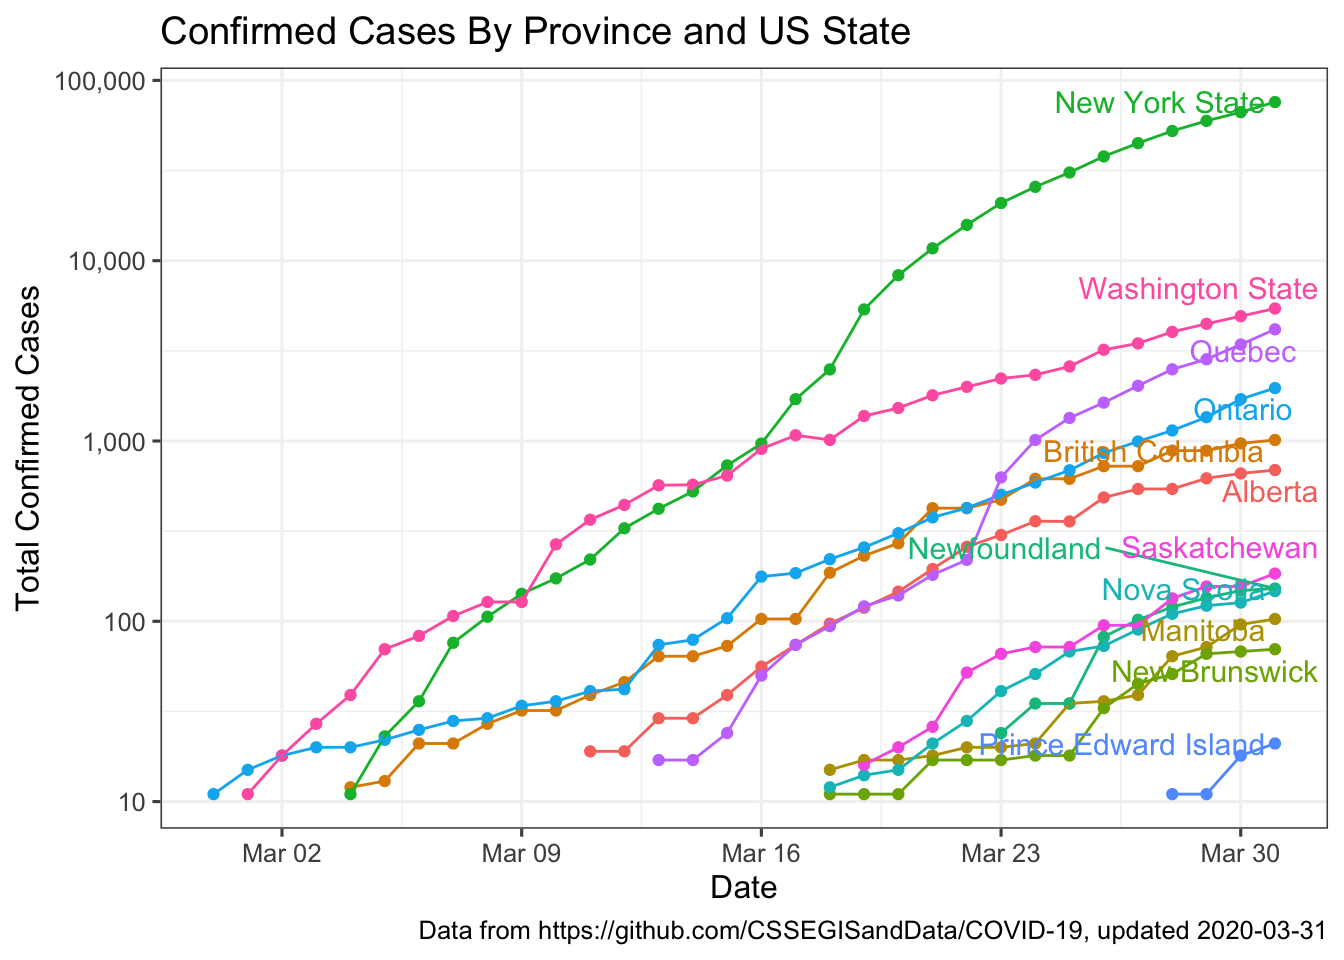 Confirmed Cases By Province and US State
Total Confirmed Cases
100,000
10,000
1,000
100
10
New York State
Washington State
Quebec
Ontario
British Columbia
Alberta
Newfoundland
Saskatchewan
Nova Scotia
Manitoba
New Brunswick
Prince Edward Island
Mar 02
Mar 09
Mar 16
Mar 23
Mar 30
Date
Data from https://github.com/CSSEGISandData/COVID-19, updated 2020-03-31